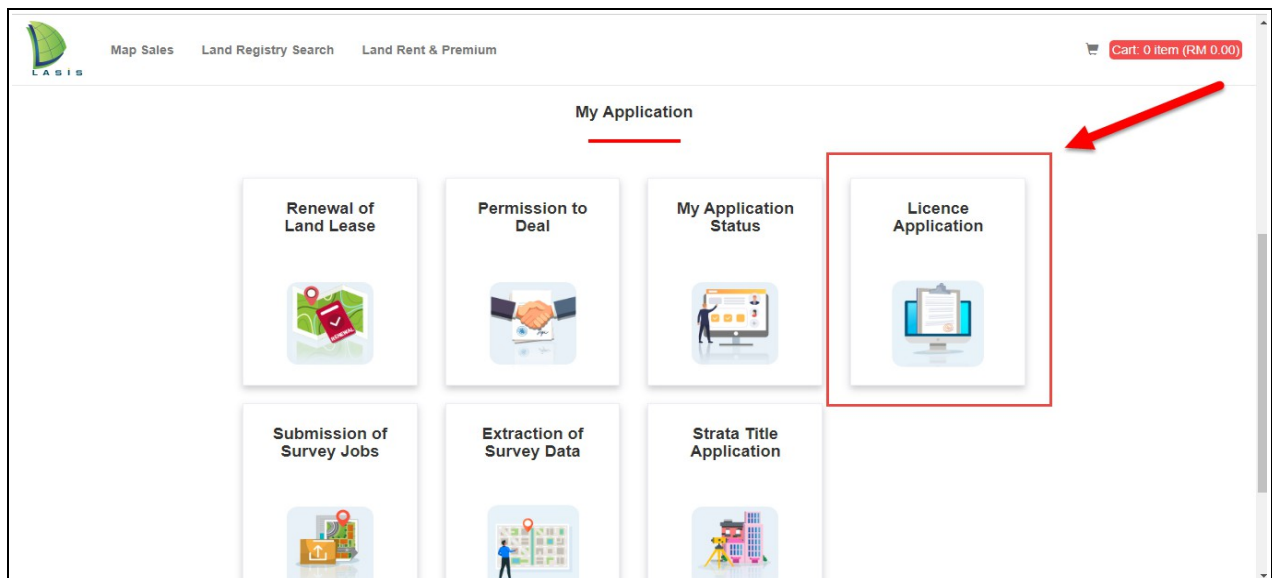 LASIS
Map Sales
Land Registry Search
Land Rent & Premium
Cart: 0 item (RM 0.00)
My Application
Renewal of
Land Lease
Permission to
Deal
My Application
Status
Licence
Application
RENEWAL
Submission of
Survey Jobs
Extraction of
Survey Data
Strata Title
Application